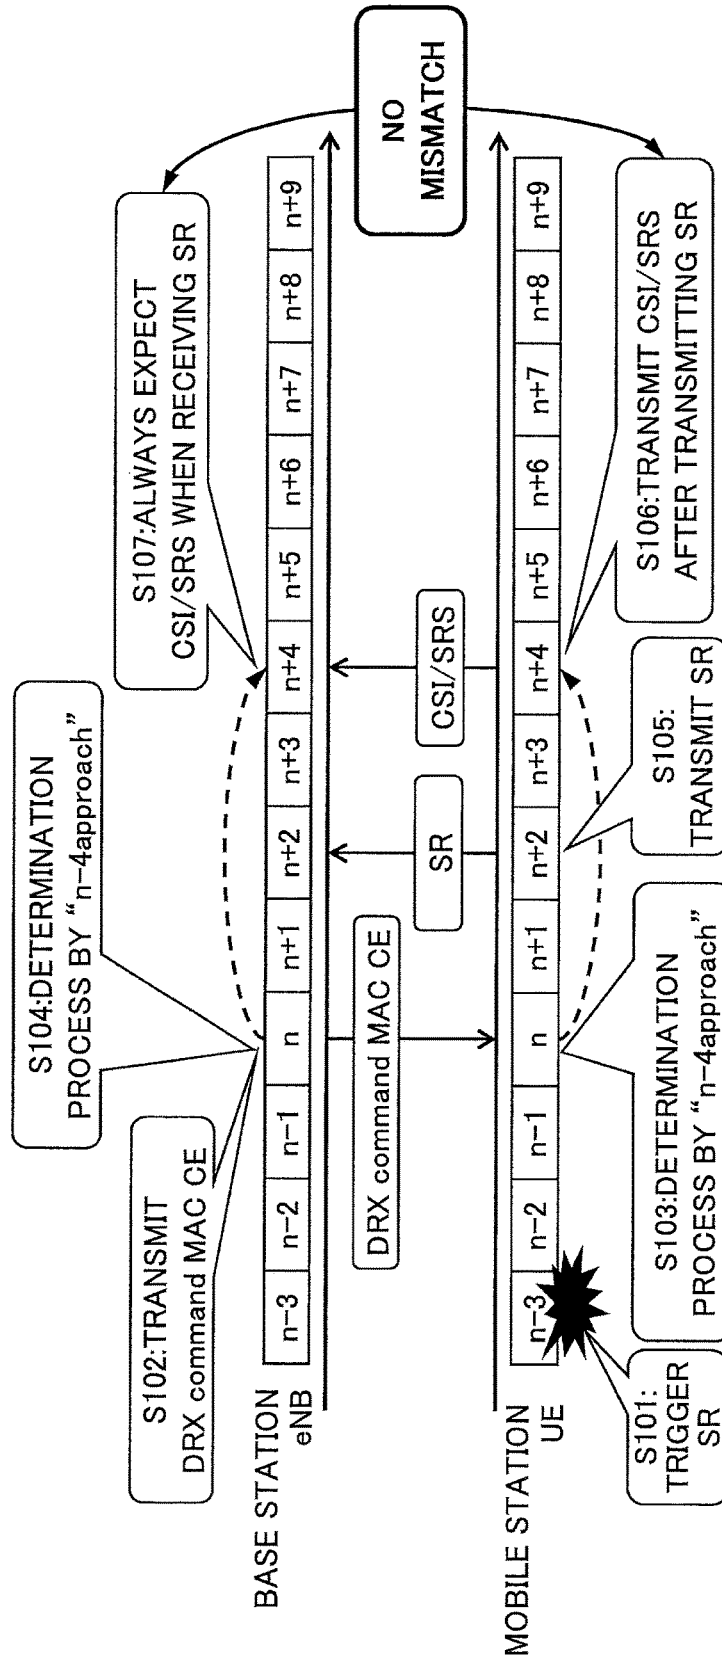 S104:DETERMINATION
PROCESS BY “n-4approach”
S102:TRANSMIT
DRX command MAC CE
S107:ALWAYS EXPECT
CSI/SRS WHEN RECEIVING SR
BASE STATION
eNB
n-3 n-2 n-1 n n+1 n+2 n+3 n+4 n+5 n+6 n+7 n+8 n+9
DRX command MAC CE
SR
CSI/SRS
NO
MISMATCH
MOBILE STATION
UE
n-3 n-2 n-1 n n+1 n+2 n+3 n+4 n+5 n+6 n+7 n+8 n+9
S101:
TRIGGER
SR
S103:DETERMINATION
PROCESS BY “n-4approach”
S105:
TRANSMIT SR
S106:TRANSMIT CSI/SRS
AFTER TRANSMITTING SR